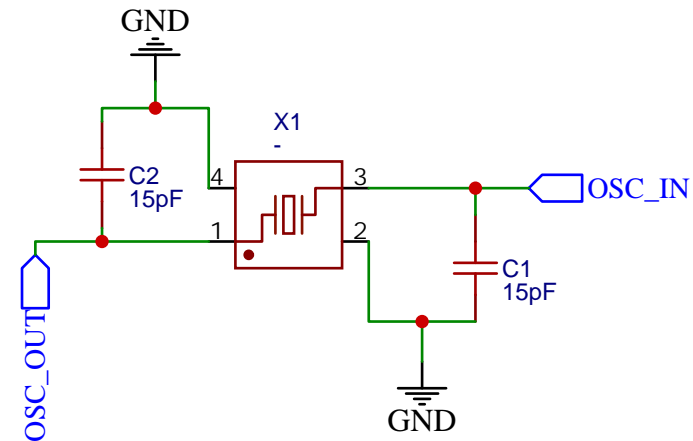 GND
X1
-
C2
15pF
4
3
OSC_IN
1
2
C1
15pF
OSC_OUT
GND